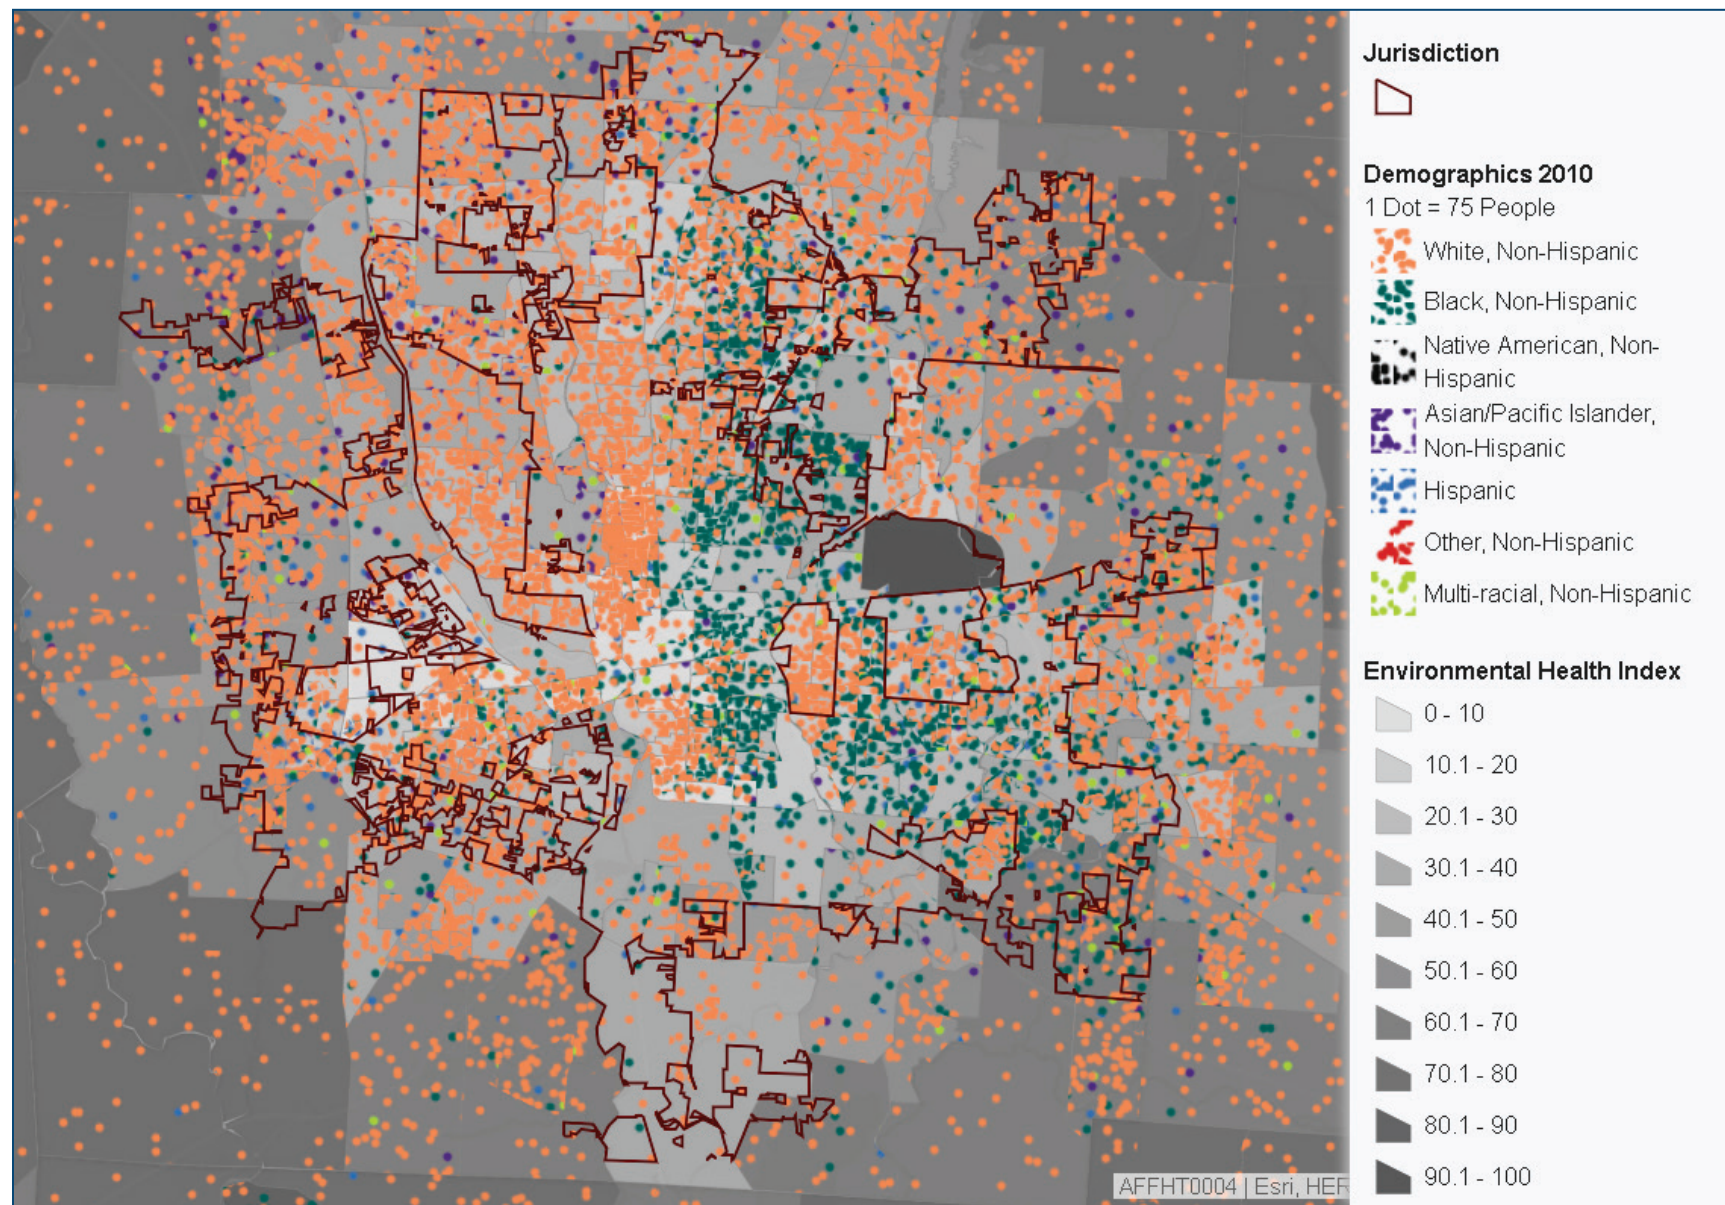 Jurisdiction
Demographics 2010
1 Dot = 75 People
White, Non-Hispanic
Black, Non-Hispanic
Native American, Non-
Hispanic
Asian/Pacific Islander,
Non-Hispanic
Hispanic
Other, Non-Hispanic
Multi-racial, Non-Hispanic
Environmental Health Index
0 - 10
10.1 - 20
20.1 - 30
30.1 - 40
40.1 - 50
50.1 - 60
60.1 - 70
70.1 - 80
80.1 - 90
90.1 - 100
AFFHT0004 | Esri, HER